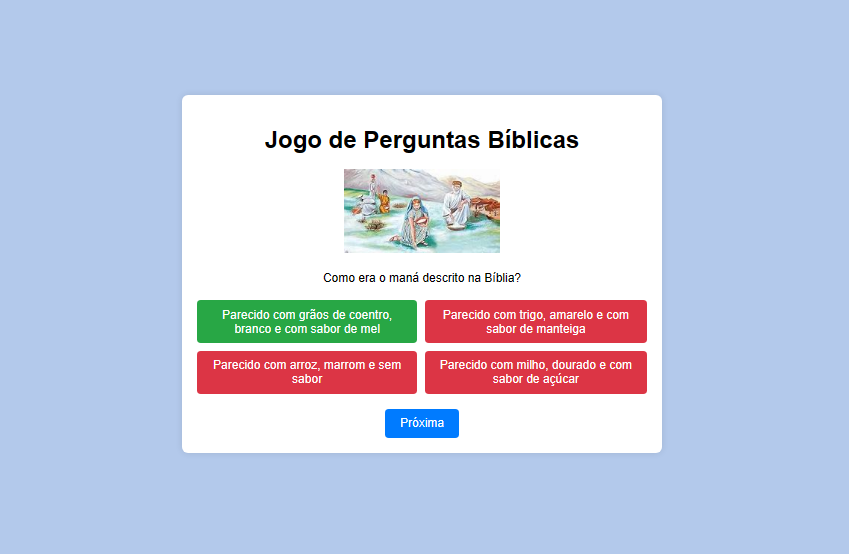 Jogo de Perguntas Bíblicas
Como era o maná descrito na Bíblia?
Parecido com grãos de coentro,
branco e com sabor de mel
Parecido com trigo, amarelo e com
sabor de manteiga
Parecido com arroz, marrom e sem
sabor
Parecido com milho, dourado e com
sabor de açúcar
Próxima